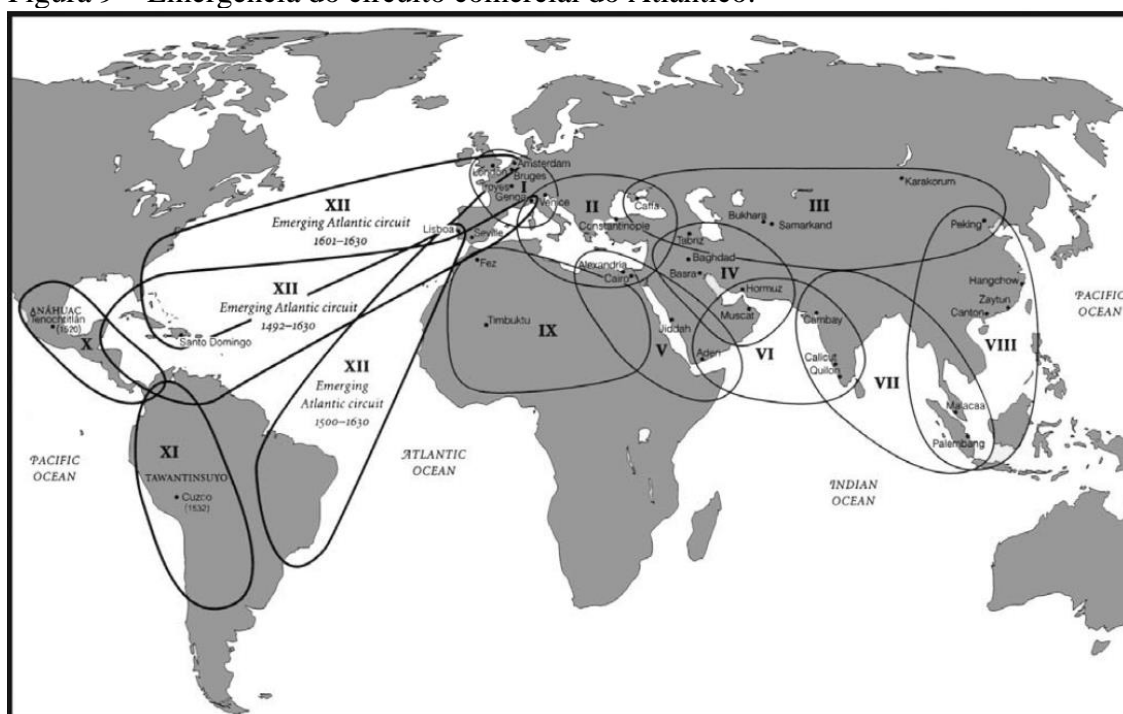 Figura 9 – Emergência do circuito comercial do Atlântico.
Amsterdam
London
Bruges
Troyes
I
Genoa
Venice
Karakorum
III
II
Caffa
XII
Emerging Atlantic circuit
1601–1630
Constantinople
Bukhara
Samarkand
Peking
Lisboa
Seville
Tabriz
Baghdad
Fez
Alexandria
Cairo
Basra
IV
Hormuz
Hangchow
PACIFIC
OCEAN
XII
Emerging Atlantic circuit
1492–1630
ANÁHUAC
Tenochtitlán
(1520)
X
Santo Domingo
Timbuktu
IX
Jiddah
Muscat
Cambay
Zaytun
Canton
V
Aden
VI
Calicut
Quilon
VII
VIII
XII
Emerging
Atlantic circuit
1500–1630
Malacaa
Palembang
PACIFIC
OCEAN
XI
TAWANTINSUYO
Cuzco
(1532)
ATLANTIC
OCEAN
INDIAN
OCEAN